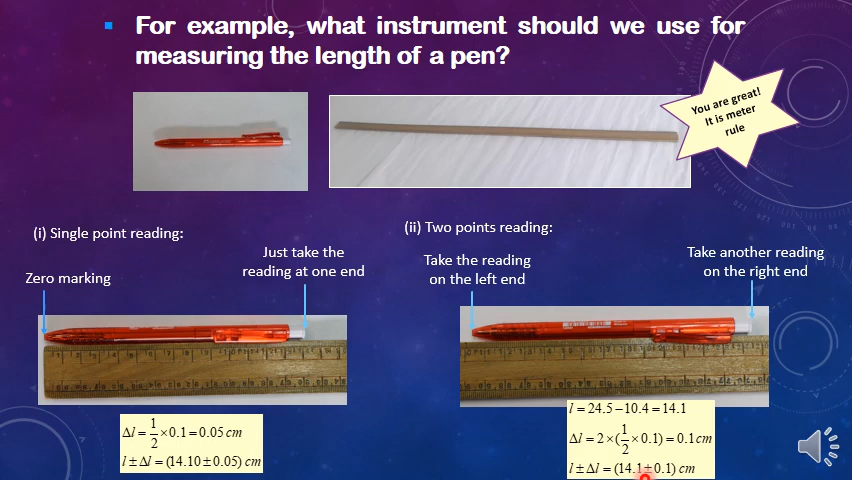 For example, what instrument should we use for
measuring the length of a pen?
You are great!
It is meter
rule
(i) Single point reading:
(ii) Two points reading:
Zero marking
Just take the
reading at one end
Take the reading
on the left end
Take another reading
on the right end
Δl = 1/2 × 0.1 = 0.05 cm
l ± Δl = (14.10 ± 0.05) cm
l = 24.5 − 10.4 = 14.1
Δl = 2 × (1/2 × 0.1) = 0.1 cm
l ± Δl = (14.1 ± 0.1) cm